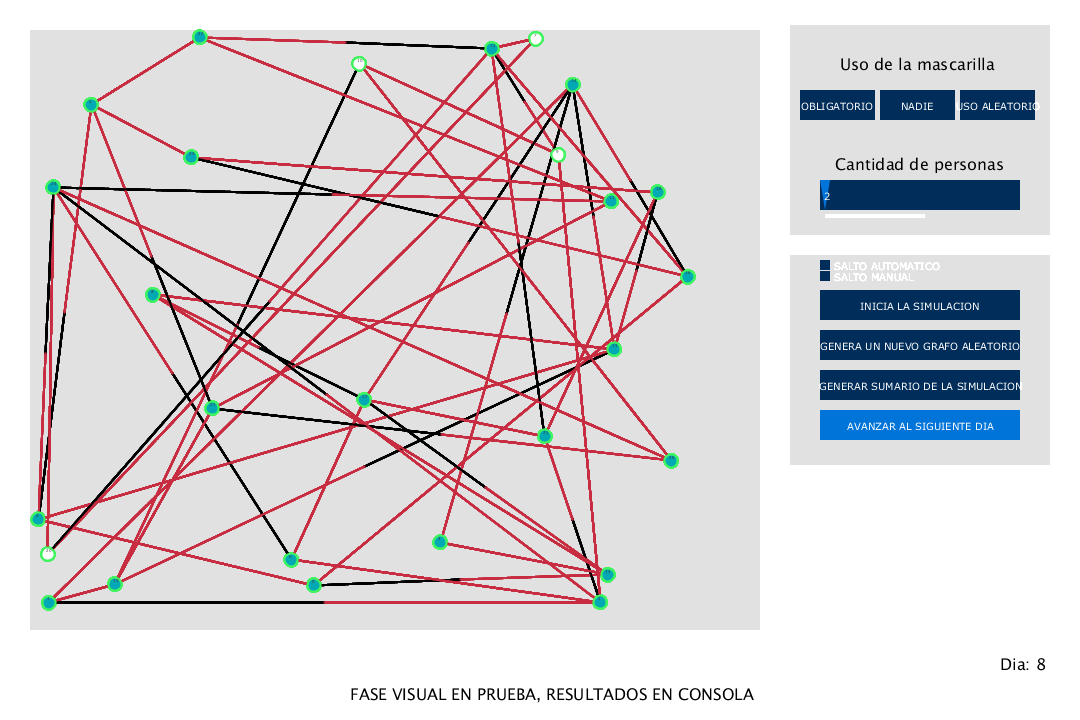 Uso de la mascarilla
OBLIGATORIO
NADIE
USO ALEATORIO
Cantidad de personas
2
SALTO AUTOMATICO
SALTO MANUAL
INICIA LA SIMULACION
GENERA UN NUEVO GRAFO ALEATORIO
GENERAR SUMARIO DE LA SIMULACION
AVANZAR AL SIGUIENTE DIA
Dia: 8
FASE VISUAL EN PRUEBA, RESULTADOS EN CONSOLA